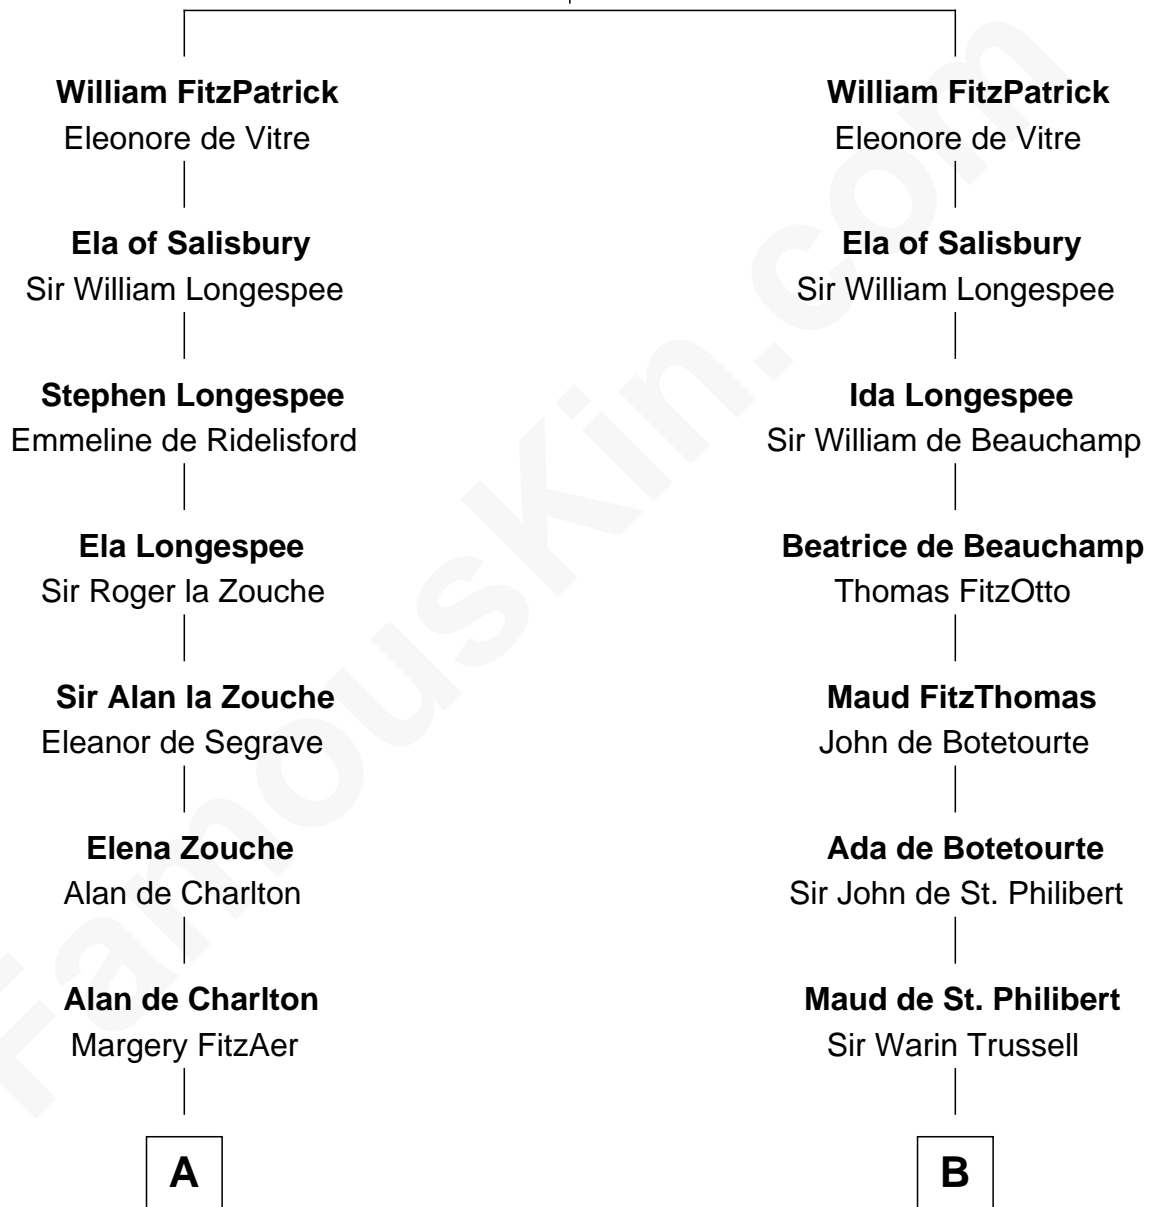 William FitzPatrick
Eleonore de Vitre
Ela of Salisbury
Sir William Longespee
Stephen Longespee
Emmeline de Ridelisford
Ela Longespee
Sir Roger la Zouche
Sir Alan la Zouche
Eleanor de Segrave
Elena Zouche
Alan de Charlton
Alan de Charlton
Margery FitzAer
A
William FitzPatrick
Eleonore de Vitre
Ela of Salisbury
Sir William Longespee
Ida Longespee
Sir William de Beauchamp
Beatrice de Beauchamp
Thomas FitzOtto
Maud FitzThomas
John de Botetourte
Ada de Botetourte
Sir John de St. Philibert
Maud de St. Philibert
Sir Warin Trussell
B
FamousKin.com